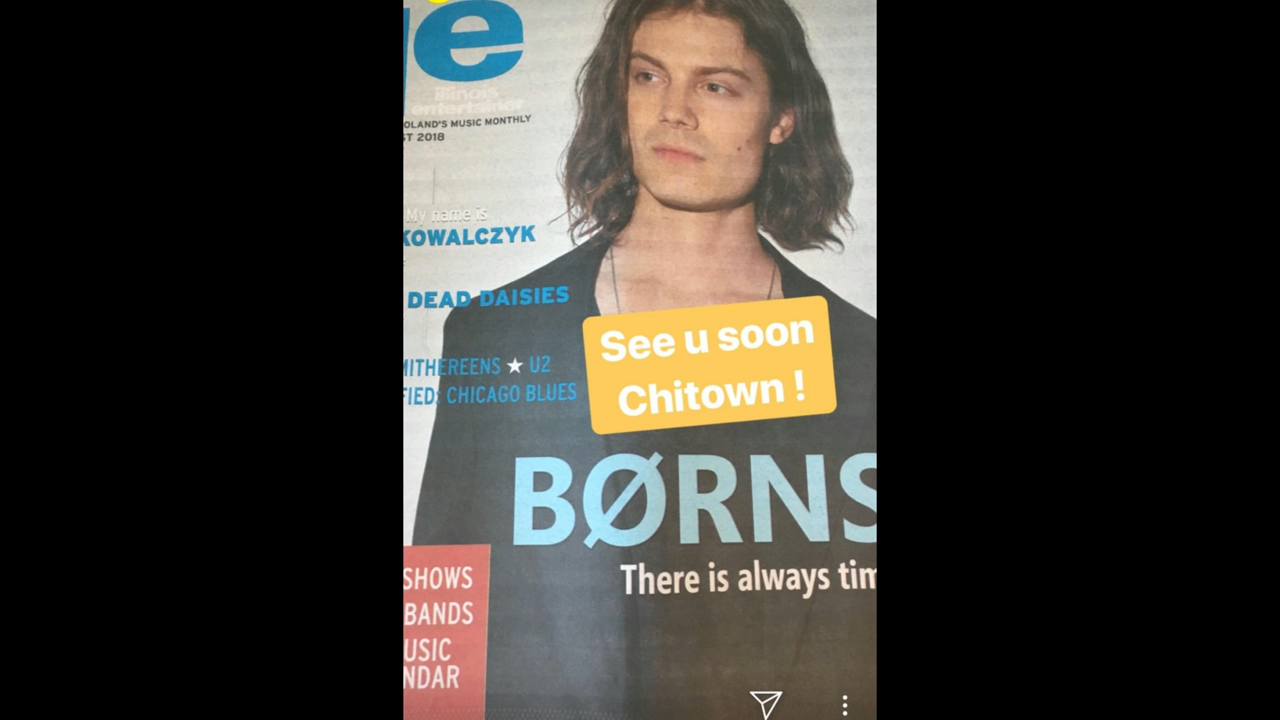 ie
illinois
entertainer
OLAND'S MUSIC MONTHLY
ST 2018
My name is
KOWALCZYK
DEAD DAISIES
MITHEREENS ★ U2
FIED: CHICAGO BLUES
See u soon
Chitown !
BØRNS
There is always tim
SHOWS
BANDS
USIC
NDAR